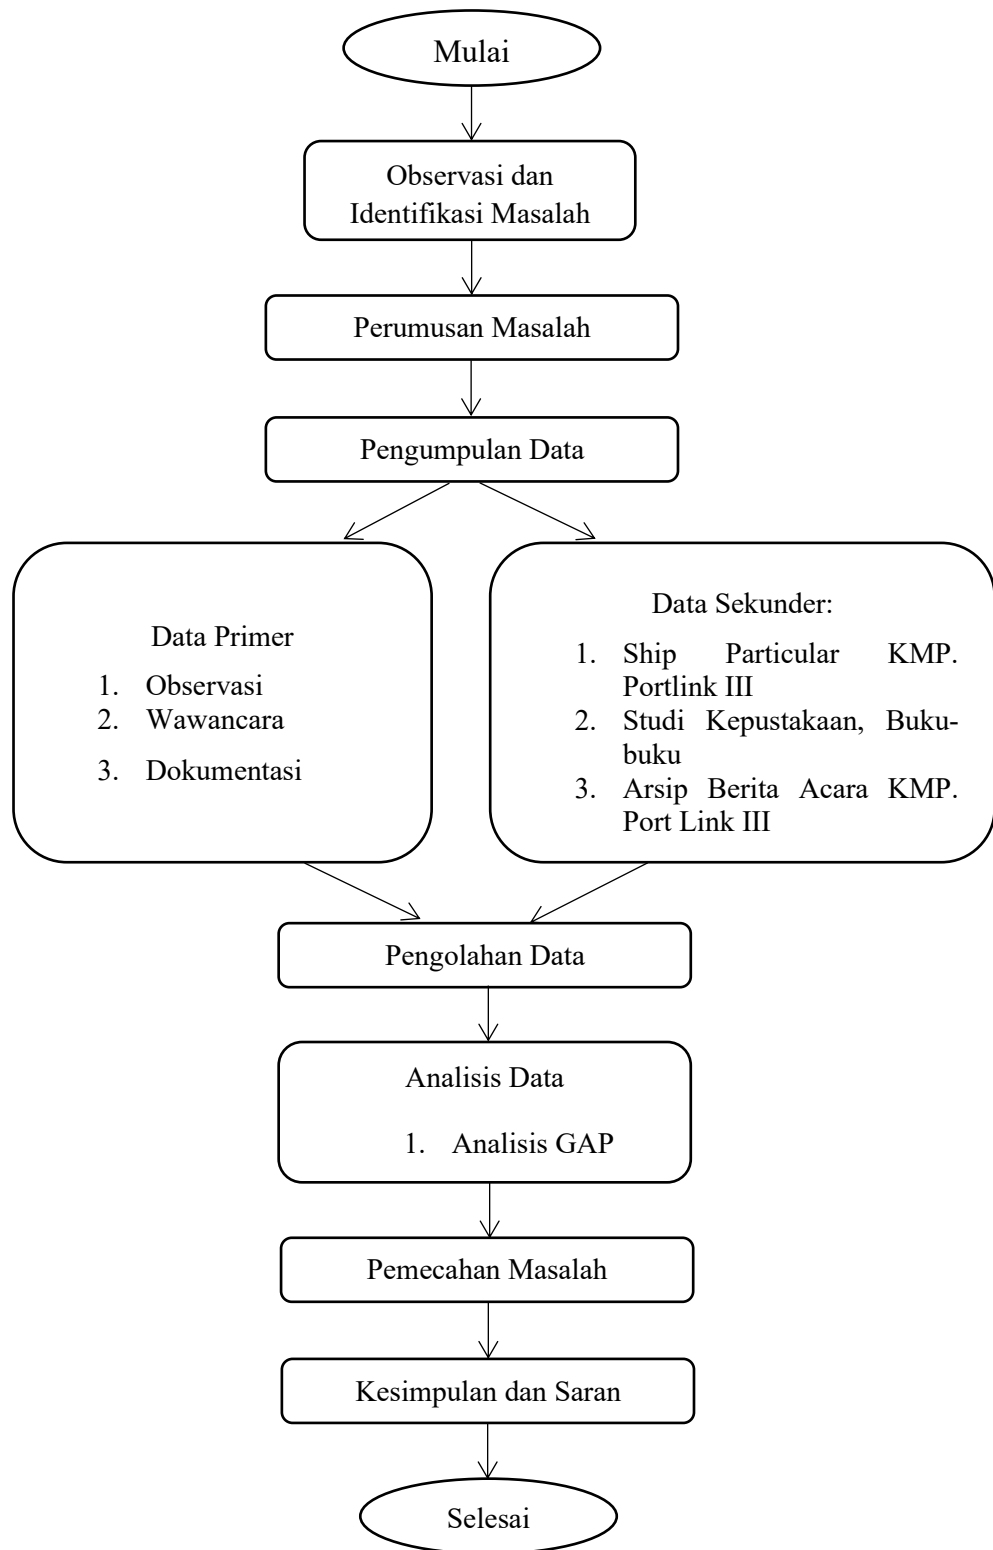 Mulai
Observasi dan
Identifikasi Masalah
Perumusan Masalah
Pengumpulan Data
Data Primer
1. Observasi
2. Wawancara
3. Dokumentasi
Data Sekunder:
1. Ship Particular KMP.
Portlink III
2. Studi Kepustakaan, Buku-
buku
3. Arsip Berita Acara KMP.
Port Link III
Pengolahan Data
Analisis Data
1. Analisis GAP
Pemecahan Masalah
Kesimpulan dan Saran
Selesai